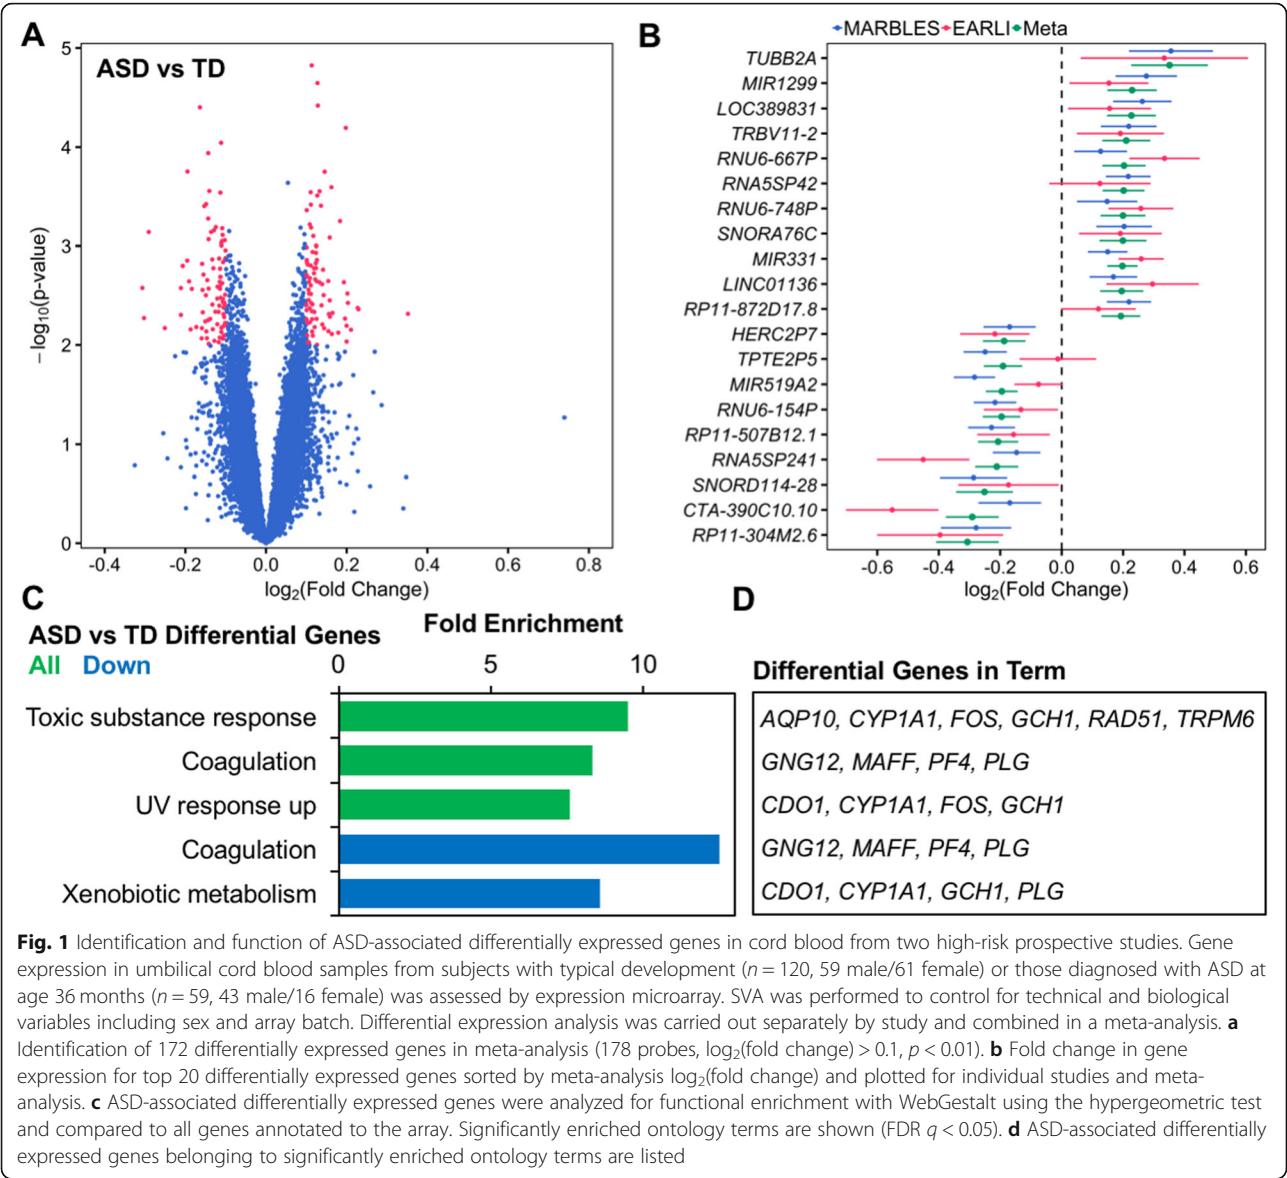 A
ASD vs TD
5
4
3
2
1
0
−log10(p-value)
-0.4 -0.2 0.0 0.2 0.4 0.6 0.8
log2(Fold Change)
B
MARBLES EARLI Meta
TUBB2A
MIR1299
LOC389831
TRBV11-2
RNU6-667P
RNA5SP42
RNU6-748P
SNORA76C
MIR331
LINC01136
RP11-872D17.8
HERC2P7
TPTE2P5
MIR519A2
RNU6-154P
RP11-507B12.1
RNA5SP241
SNORD114-28
CTA-390C10.10
RP11-304M2.6
-0.6 -0.4 -0.2 0.0 0.2 0.4 0.6
log2(Fold Change)
C
ASD vs TD Differential Genes
All Down
Fold Enrichment
0 5 10
Toxic substance response
Coagulation
UV response up
Coagulation
Xenobiotic metabolism
D
Differential Genes in Term
AQP10, CYP1A1, FOS, GCH1, RAD51, TRPM6
GNG12, MAFF, PF4, PLG
CDO1, CYP1A1, FOS, GCH1
GNG12, MAFF, PF4, PLG
CDO1, CYP1A1, GCH1, PLG
Fig. 1 Identification and function of ASD-associated differentially expressed genes in cord blood from two high-risk prospective studies. Gene
expression in umbilical cord blood samples from subjects with typical development (n = 120, 59 male/61 female) or those diagnosed with ASD at
age 36 months (n = 59, 43 male/16 female) was assessed by expression microarray. SVA was performed to control for technical and biological
variables including sex and array batch. Differential expression analysis was carried out separately by study and combined in a meta-analysis. a
Identification of 172 differentially expressed genes in meta-analysis (178 probes, log2(fold change) > 0.1, p < 0.01). b Fold change in gene
expression for top 20 differentially expressed genes sorted by meta-analysis log2(fold change) and plotted for individual studies and meta-
analysis. c ASD-associated differentially expressed genes were analyzed for functional enrichment with WebGestalt using the hypergeometric test
and compared to all genes annotated to the array. Significantly enriched ontology terms are shown (FDR q < 0.05). d ASD-associated differentially
expressed genes belonging to significantly enriched ontology terms are listed